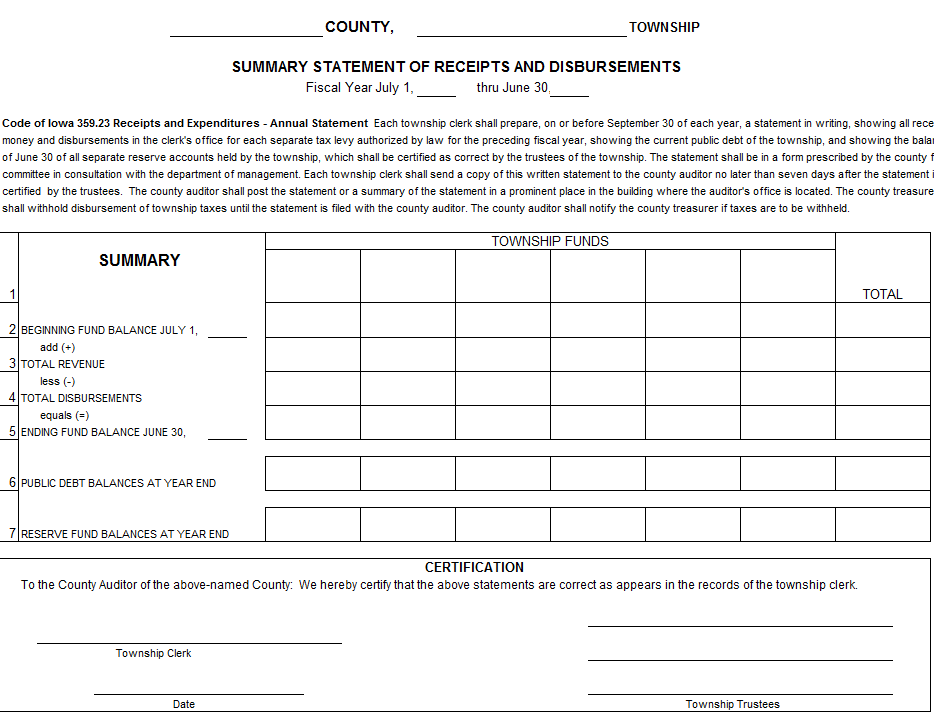 COUNTY, TOWNSHIP
SUMMARY STATEMENT OF RECEIPTS AND DISBURSEMENTS
Fiscal Year July 1, thru June 30,
Code of Iowa 359.23 Receipts and Expenditures - Annual Statement Each township clerk shall prepare, on or before September 30 of each year, a statement in writing, showing all rece
money and disbursements in the clerk's office for each separate tax levy authorized by law for the preceding fiscal year, showing the current public debt of the township, and showing the bala
of June 30 of all separate reserve accounts held by the township, which shall be certified as correct by the trustees of the township. The statement shall be in a form prescribed by the county f
committee in consultation with the department of management. Each township clerk shall send a copy of this written statement to the county auditor no later than seven days after the statement i
certified by the trustees. The county auditor shall post the statement or a summary of the statement in a prominent place in the building where the auditor's office is located. The county treasure
shall withhold disbursement of township taxes until the statement is filed with the county auditor. The county auditor shall notify the county treasurer if taxes are to be withheld.
TOWNSHIP FUNDS
SUMMARY
1 TOTAL
2 BEGINNING FUND BALANCE JULY 1,
add (+)
3 TOTAL REVENUE
less (-)
4 TOTAL DISBURSEMENTS
equals (=)
5 ENDING FUND BALANCE JUNE 30,
6 PUBLIC DEBT BALANCES AT YEAR END
7 RESERVE FUND BALANCES AT YEAR END
CERTIFICATION
To the County Auditor of the above-named County: We hereby certify that the above statements are correct as appears in the records of the township clerk.
Township Clerk
Date
Township Trustees